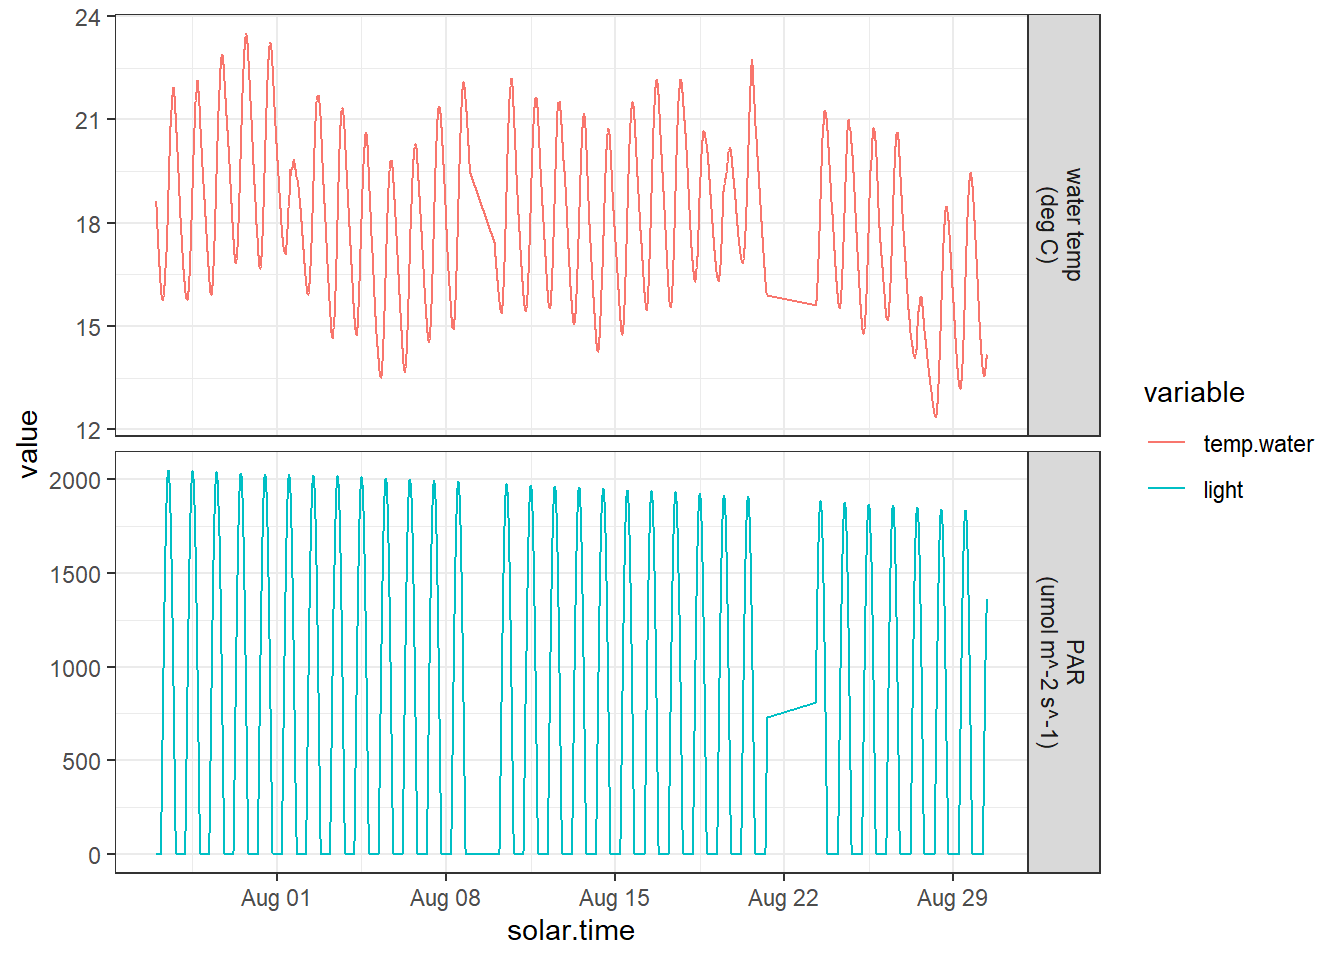 24
21
18
15
12
water temp
(deg C)
value
2000
1500
1000
500
0
PAR
(umol m^-2 s^-1)
Aug 01
Aug 08
Aug 15
Aug 22
Aug 29
solar.time
variable
temp.water
light